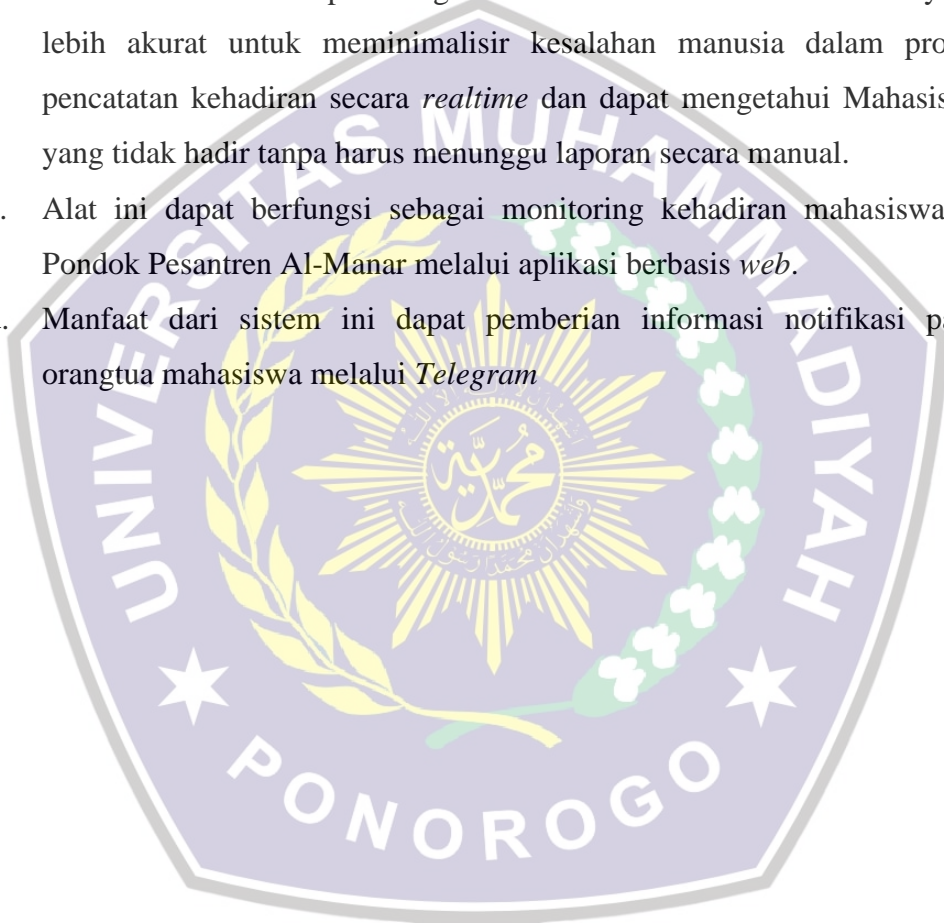 lebih akurat untuk meminimalisir kesalahan manusia dalam pro
pencatatan kehadiran secara realtime dan dapat mengetahui Mahasis
yang tidak hadir tanpa harus menunggu laporan secara manual.
. Alat ini dapat berfungsi sebagai monitoring kehadiran mahasiswa
Pondok Pesantren Al-Manar melalui aplikasi berbasis web.
. Manfaat dari sistem ini dapat pemberian informasi notifikasi pa
orangtua mahasiswa melalui Telegram
UNIVERSITAS MUHAMMADIYAH
محمدية
PONOROGO